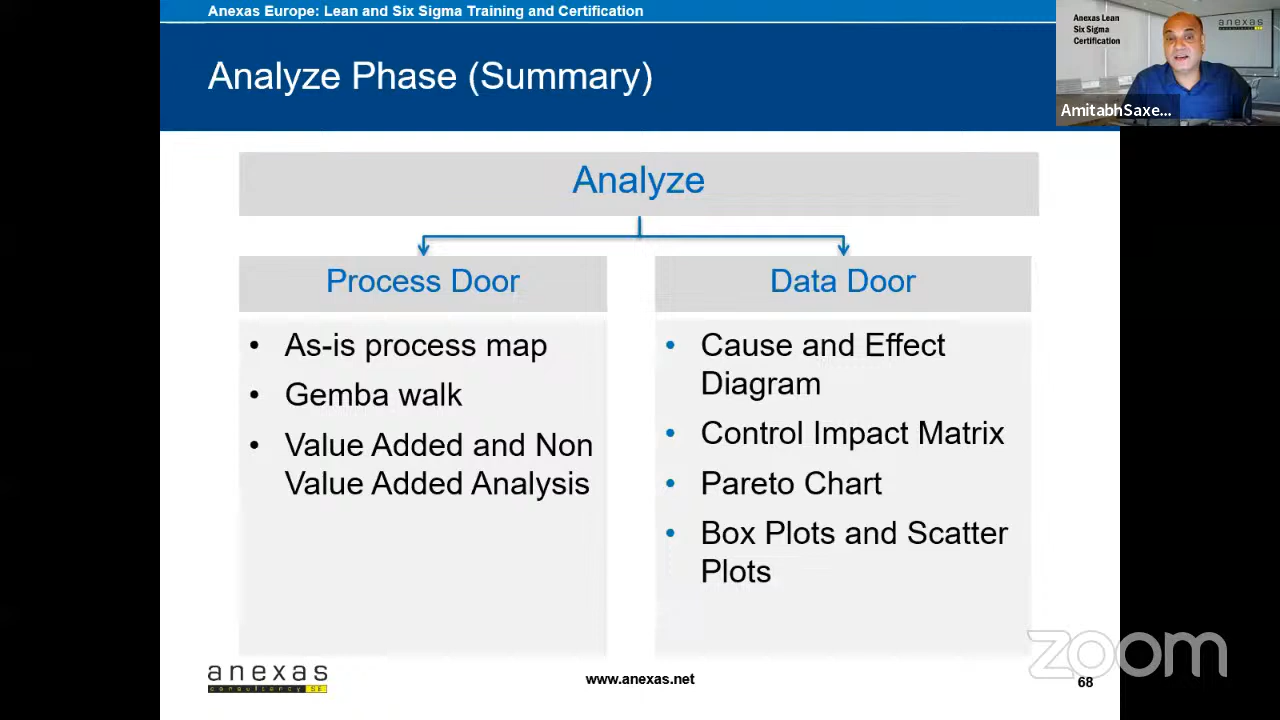 Anexas Europe: Lean and Six Sigma Training and Certification
Analyze Phase (Summary)
Anexas Lean
Six Sigma
Certification
anexas
AmitabhSaxe...
Analyze
Process Door
Data Door
• As-is process map
• Gemba walk
• Value Added and Non
Value Added Analysis
• Cause and Effect
Diagram
• Control Impact Matrix
• Pareto Chart
• Box Plots and Scatter
Plots
anexas
consultancy SE
www.anexas.net
68
zoom